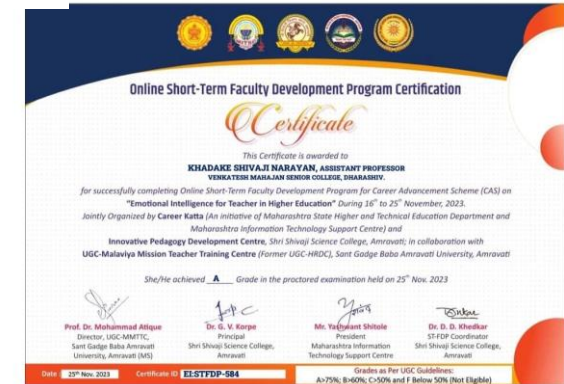 Online Short-Term Faculty Development Program Certification
Certificate
This Certificate is awarded to
KHADAKE SHIVAJI NARAYAN, ASSISTANT PROFESSOR
VENKATESH MAHAJAN SENIOR COLLEGE, DHARASHIV.
for successfully completing Online Short-Term Faculty Development Program for Career Advancement Scheme (CAS) on
"Emotional Intelligence for Teacher in Higher Education" During 16th to 25th November, 2023.
Jointly Organized by Career Katta (An initiative of Maharashtra State Higher and Technical Education Department and
Maharashtra Information Technology Support Centre) and
Innovative Pedagogy Development Centre, Shri Shivaji Science College, Amravati; in collaboration with
UGC-Malaviya Mission Teacher Training Centre (Former UGC-HRDC), Sant Gadge Baba Amravati University, Amravati
She/He achieved A Grade in the proctored examination held on 25th Nov. 2023
Prof. Dr. Mohammad Atique
Director, UGC-MMTTC,
Sant Gadge Baba Amravati
University, Amravati (MS)
Dr. G. V. Korpe
Principal
Shri Shivaji Science College,
Amravati
Mr. Yashwant Shitole
President
Maharashtra Information
Technology Support Centre
Dr. D. D. Khedkar
ST-FDP Coordinator
Shri Shivaji Science College,
Amravati
Date : 25th Nov. 2023
Certificate ID EI:STFDP-584
Grades as Per UGC Guidelines:
A>75%; B>60%; C>50% and F Below 50% (Not Eligible)